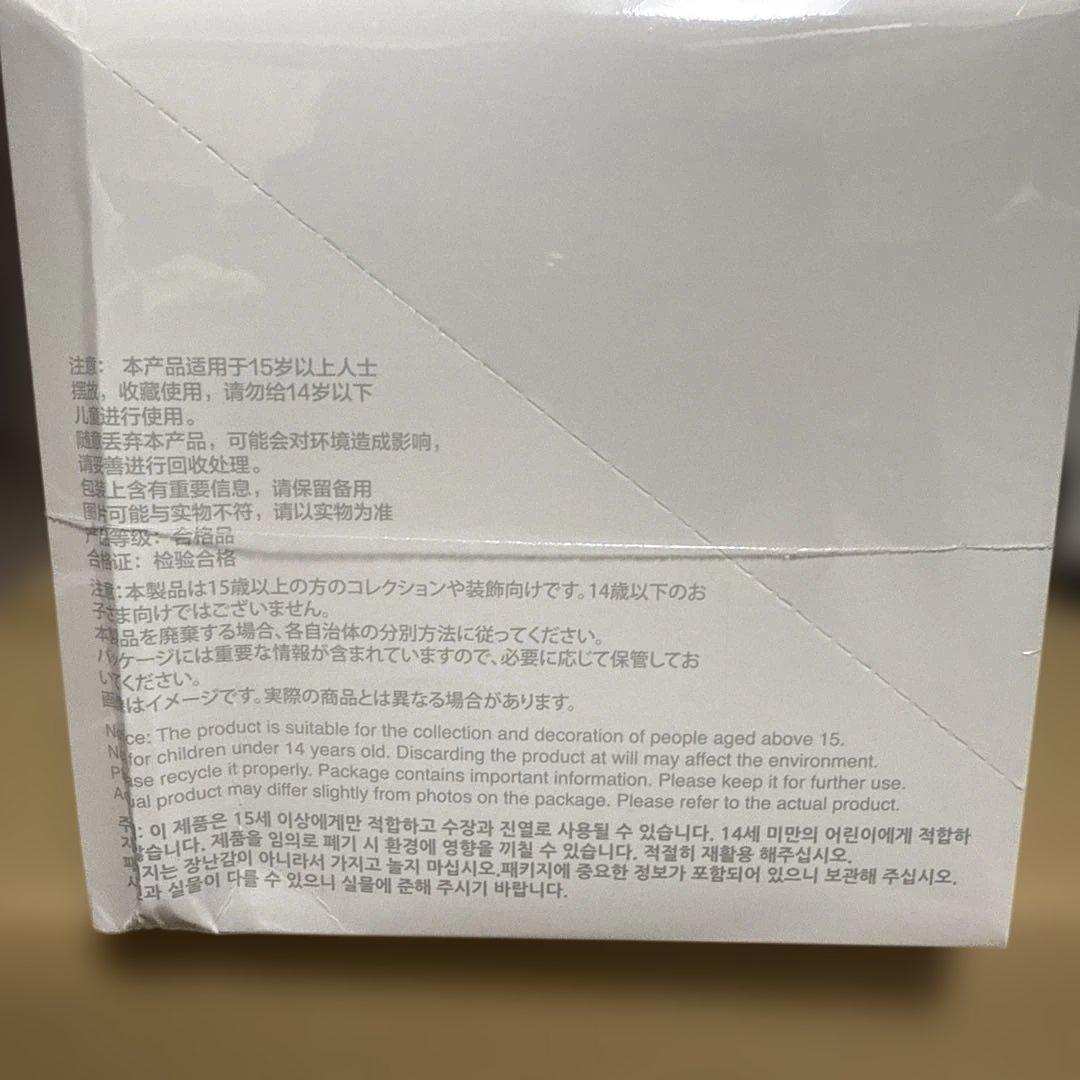 注意： 本产品适用于15岁以上人士
摆放，收藏使用，请勿给14岁以下
儿童进行使用。
随意丢弃本产品，可能会对环境造成影响，
请妥善进行回收处理。
包装上含有重要信息，请保留备用
图片可能与实物不符，请以实物为准
产品等级：合格品
合格证：检验合格
注意:本製品は15歳以上の方のコレクションや装飾向けです。14歳以下のお
子さま向けではございません。
本製品を廃棄する場合、各自治体の分別方法に従ってください。
パッケージには重要な情報が含まれていますので、必要に応じて保管してお
いてください。
画像はイメージです。実際の商品とは異なる場合があります。
Notice: The product is suitable for the collection and decoration of people aged above 15.
Not for children under 14 years old. Discarding the product at will may affect the environment.
Please recycle it properly. Package contains important information. Please keep it for further use.
Actual product may differ slightly from photos on the package. Please refer to the actual product.
주의: 이 제품은 15세 이상에게만 적합하고 수장과 진열로 사용될 수 있습니다. 14세 미만의 어린이에게 적합하
지 않습니다. 제품을 임의로 폐기 시 환경에 영향을 끼칠 수 있습니다. 적절히 재활용 해주십시오.
패키지는 장난감이 아니라서 가지고 놀지 마십시오.패키지에 중요한 정보가 포함되어 있으니 보관해 주십시오.
사진과 실물이 다를 수 있으니 실물에 준해 주시기 바랍니다.